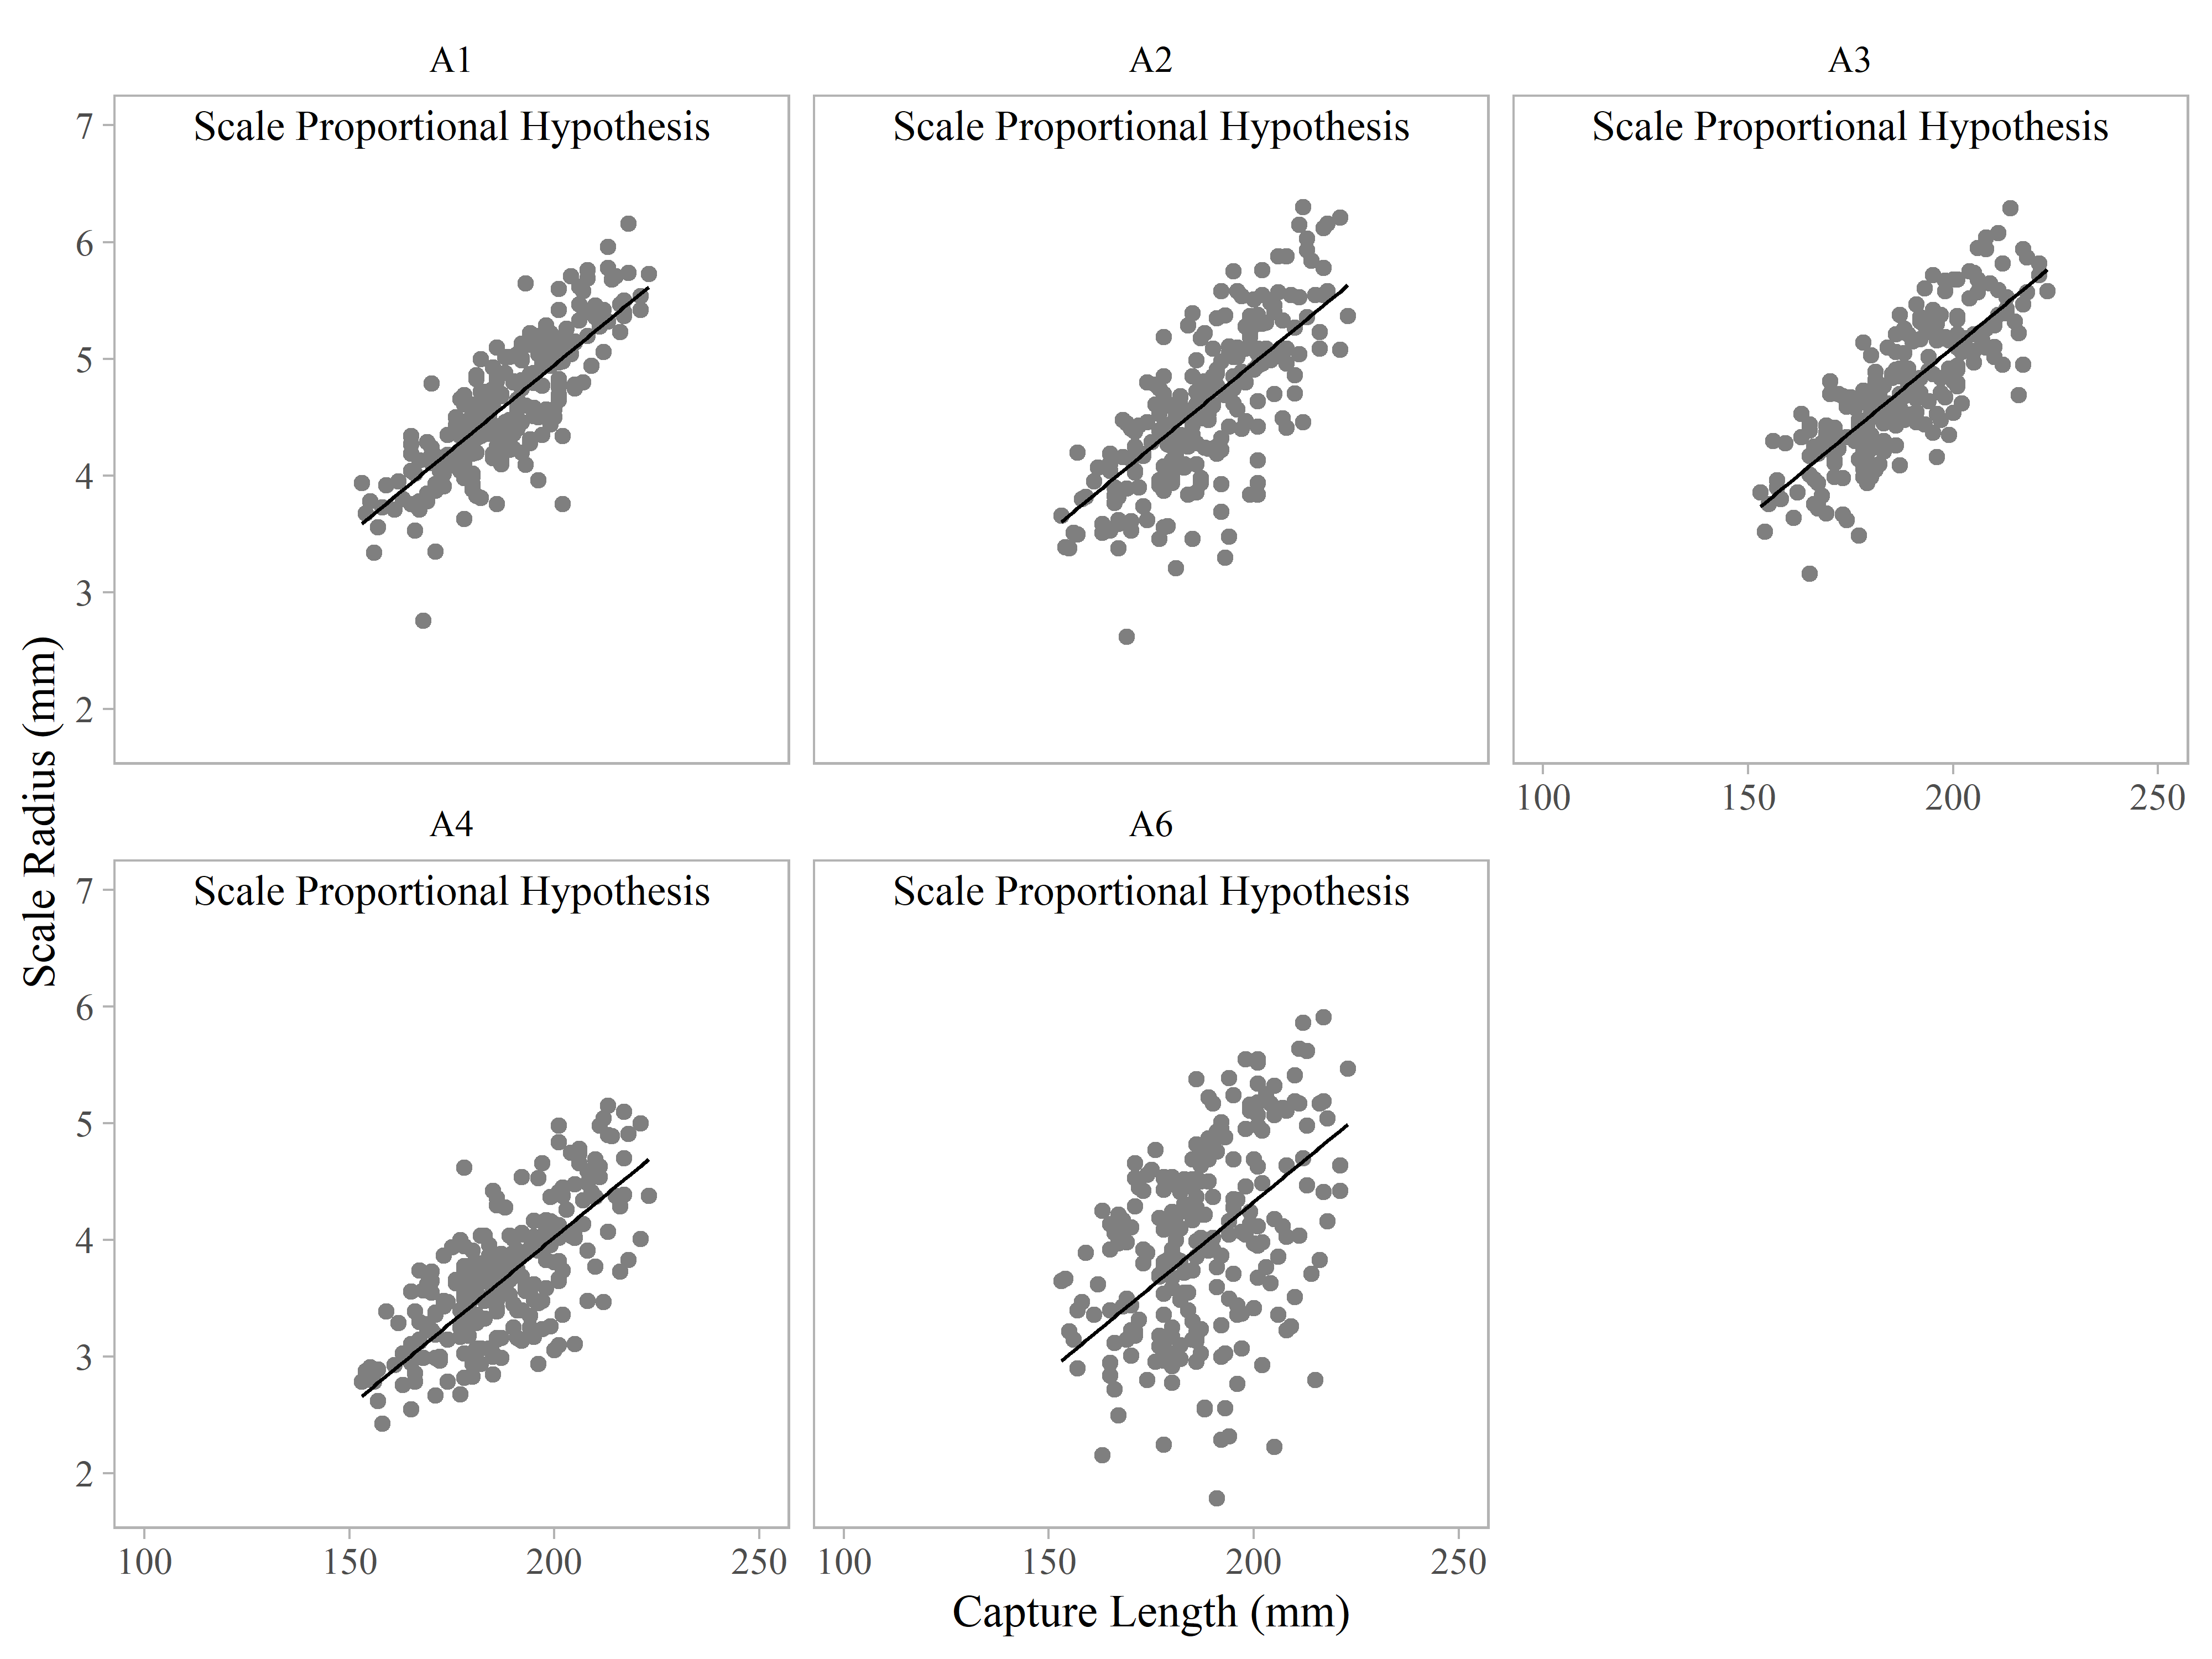 A1 A2 A3
Scale Proportional Hypothesis Scale Proportional Hypothesis Scale Proportional Hypothesis
7
6
5
4
3
2
100 150 200 250
A4 A6
Scale Proportional Hypothesis Scale Proportional Hypothesis
7
6
5
4
3
2
100 150 200 250 100 150 200 250
Scale Radius (mm)
Capture Length (mm)